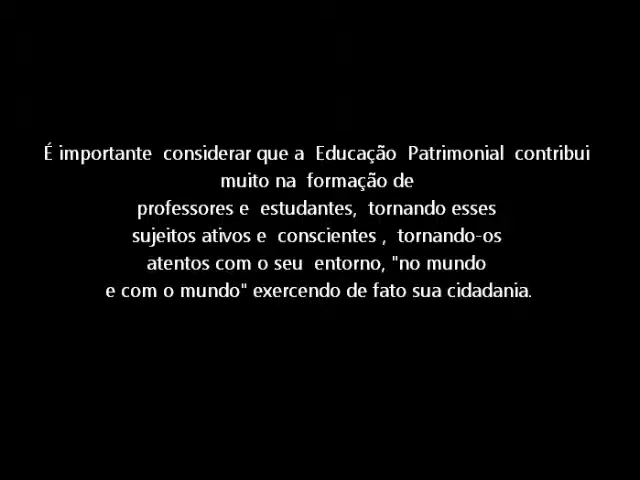 É importante considerar que a Educação Patrimonial contribui
muito na formação de
professores e estudantes, tornando esses
sujeitos ativos e conscientes , tornando-os
atentos com o seu entorno, "no mundo
e com o mundo" exercendo de fato sua cidadania.